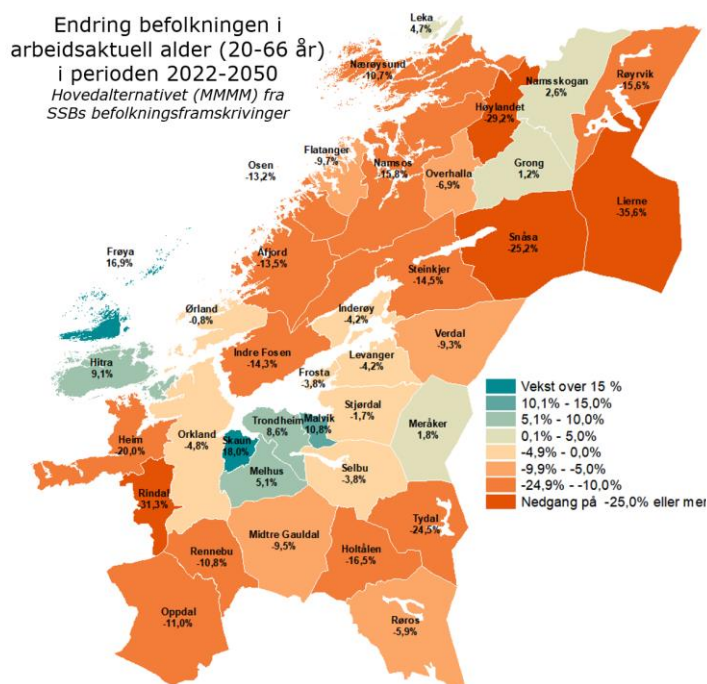 Endring befolkningen i
arbeidsaktuell alder (20-66 år)
i perioden 2022-2050
Hovedalternativet (MMMM) fra
SSBs befolkningsframskrivinger
Leka
4,7%
Nærøysund
-10,7%
Namsskogan
2,6%
Røyrvik
-15,6%
Høylandet
-29,2%
Flatanger
-9,7%
Namsos
-15,8%
Overhalla
-6,9%
Grong
1,2%
Osen
-13,2%
Lierne
-35,6%
Snåsa
-25,2%
Frøya
16,9%
Åfjord
-13,5%
Steinkjer
-14,5%
Ørland
-0,8%
Inderøy
-4,2%
Verdal
-9,3%
Hitra
9,1%
Indre Fosen
-14,3%
Levanger
-4,2%
Frosta
-3,8%
Stjørdal
-1,7%
Trondheim
8,6%
Malvik
10,8%
Meråker
1,8%
Heim
-20,0%
Orkland
-4,8%
Skaun
18,0%
Melhus
5,1%
Selbu
-3,8%
Rindal
-31,3%
Tydal
-24,5%
Midtre Gauldal
-9,5%
Rennebu
-10,8%
Holtålen
-16,5%
Oppdal
-11,0%
Røros
-5,9%
Vekst over 15 %
10,1% - 15,0%
5,1% - 10,0%
0,1% - 5,0%
-4,9% - 0,0%
-9,9% - -5,0%
-24,9% - -10,0%
Nedgang på -25,0% eller mer